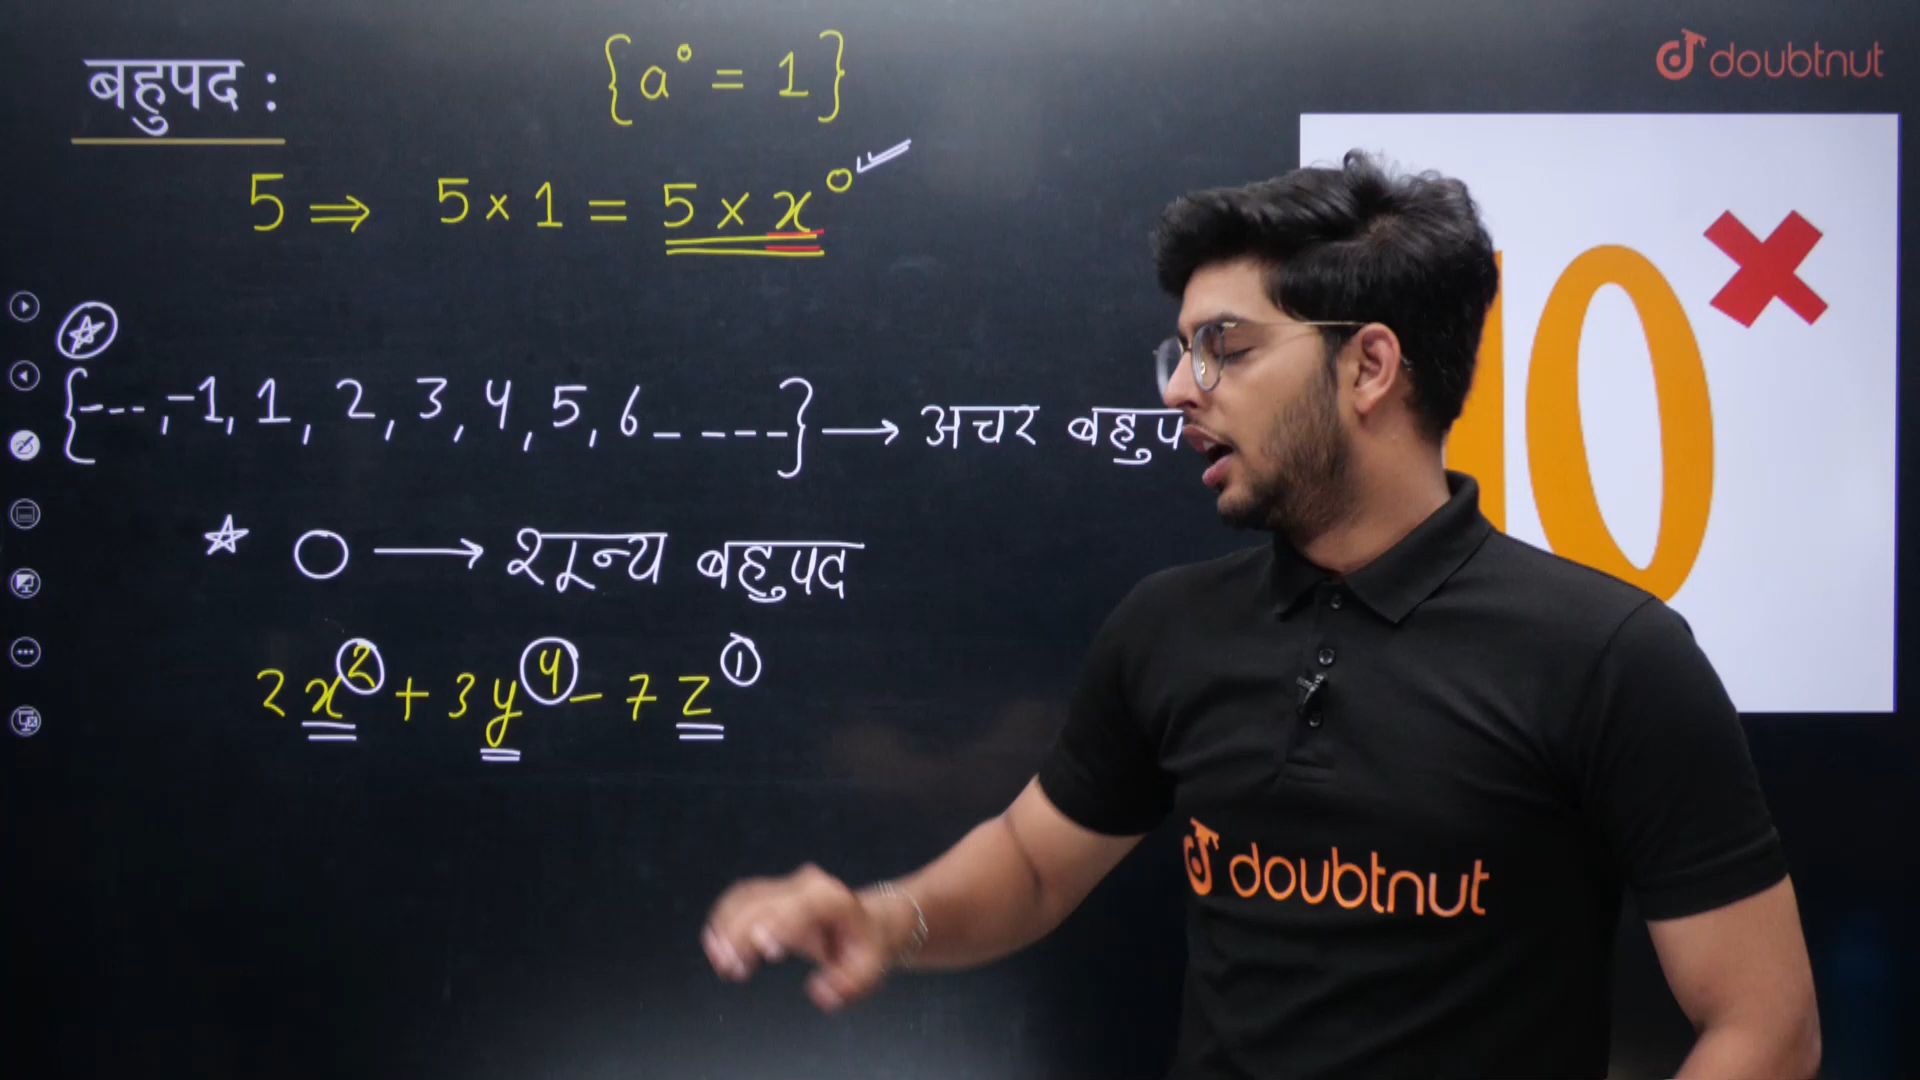 बहुपद :
{a° = 1}
doubtnut
5 ⇒ 5 × 1 = 5 × x°
{---, -1, 1, 2, 3, 4, 5, 6 ----} → अचर बहुप
0 → शून्य बहुपद
2x² + 3y⁴ - 7z¹
10ˣ
doubtnut